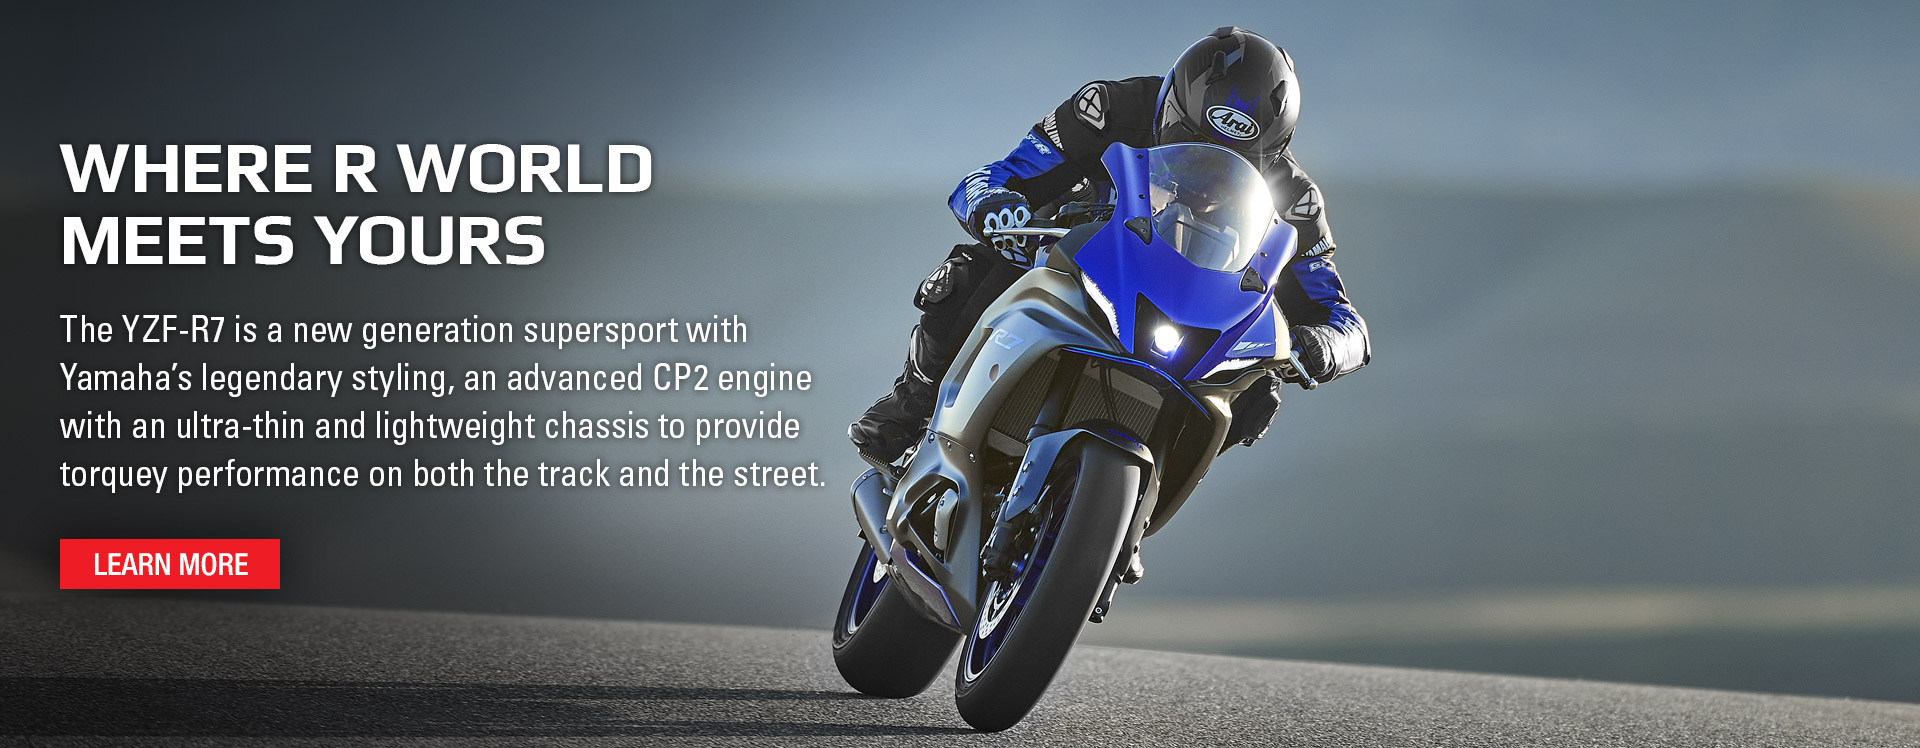 WHERE R WORLD
MEETS YOURS
The YZF-R7 is a new generation supersport with
Yamaha’s legendary styling, an advanced CP2 engine
with an ultra-thin and lightweight chassis to provide
torquey performance on both the track and the street.
LEARN MORE
Arai
R7